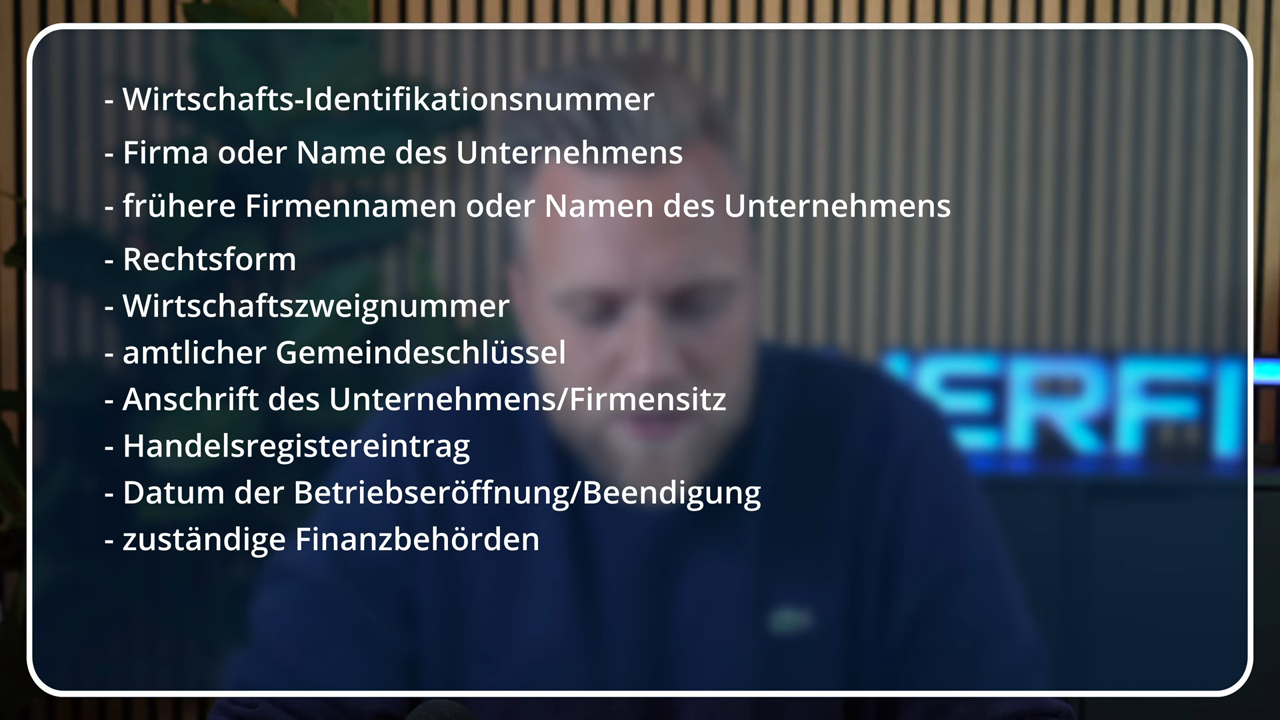 - Wirtschafts-Identifikationsnummer
- Firma oder Name des Unternehmens
- frühere Firmennamen oder Namen des Unternehmens
- Rechtsform
- Wirtschaftszweignummer
- amtlicher Gemeindeschlüssel
- Anschrift des Unternehmens/Firmensitz
- Handelsregistereintrag
- Datum der Betriebseröffnung/Beendigung
- zuständige Finanzbehörden
ERFI